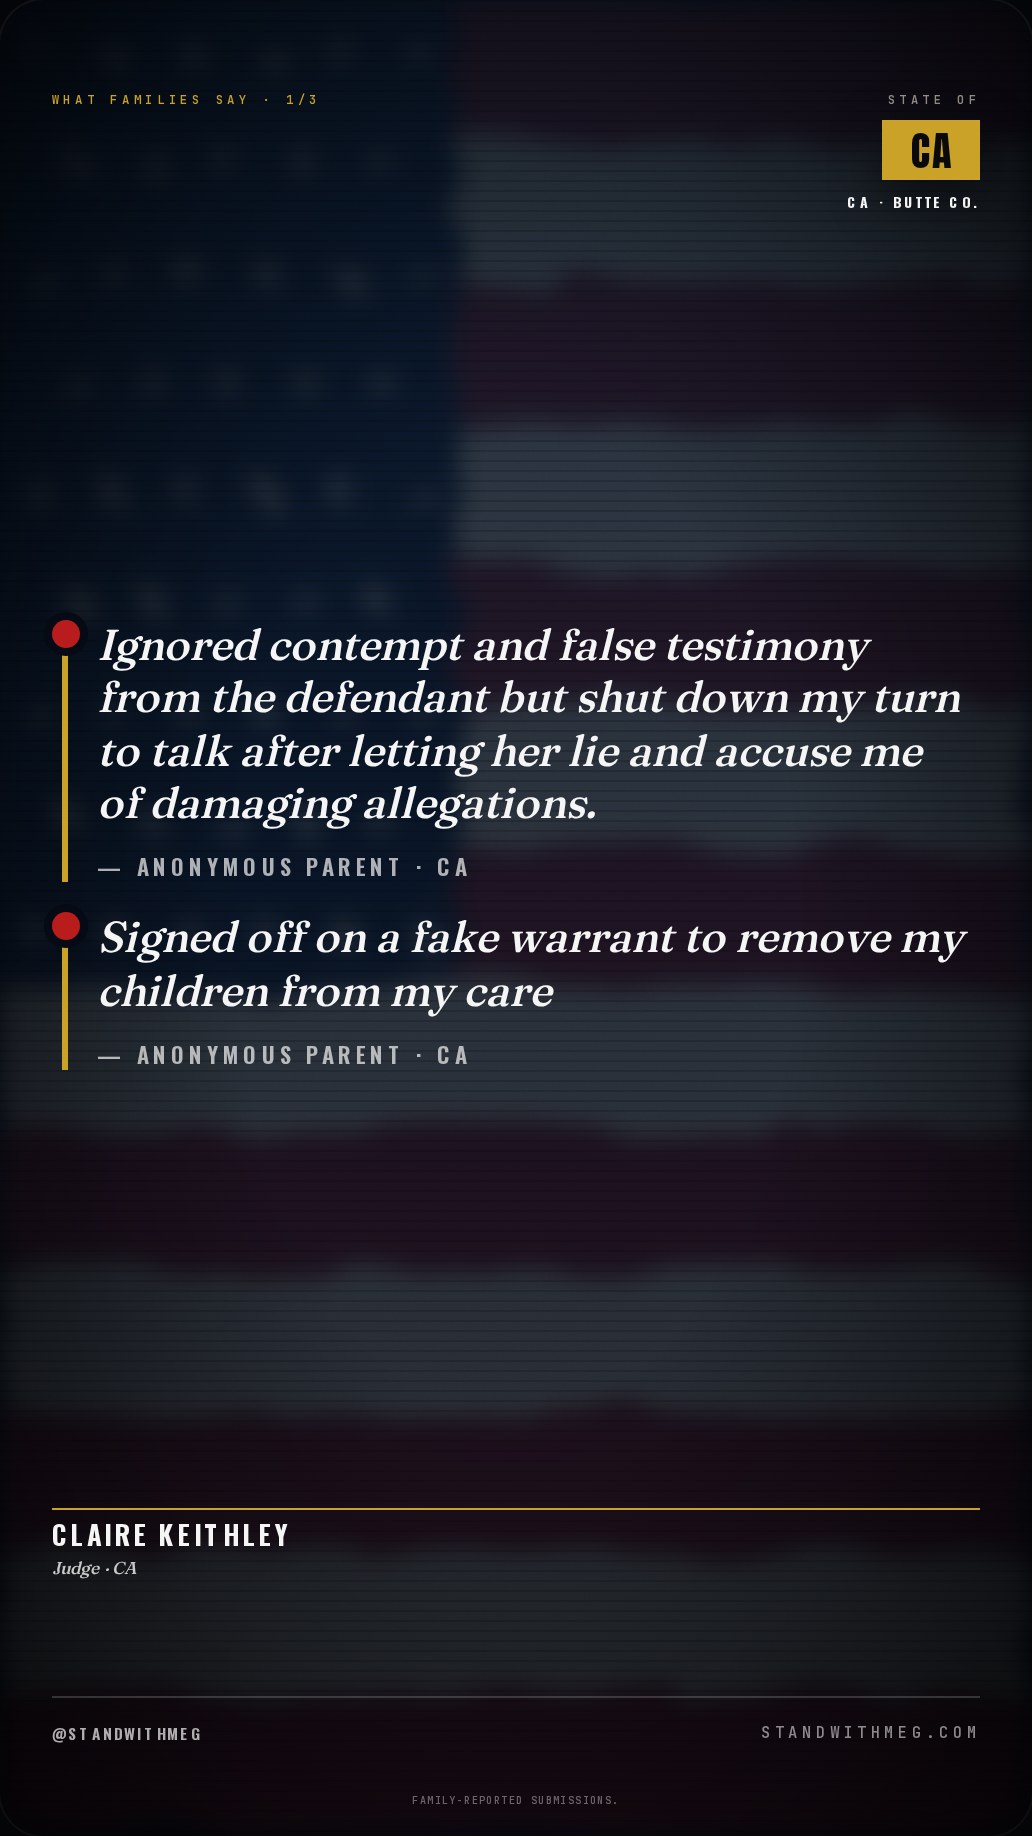 WHAT FAMILIES SAY · 1/3
STATE OF
CA
CA · BUTTE CO.
Ignored contempt and false testimony
from the defendant but shut down my turn
to talk after letting her lie and accuse me
of damaging allegations.
— ANONYMOUS PARENT · CA
Signed off on a fake warrant to remove my
children from my care
— ANONYMOUS PARENT · CA
CLAIRE KEITHLEY
Judge · CA
@STANDWITHMEG
STANDWITHMEG.COM
FAMILY-REPORTED SUBMISSIONS.